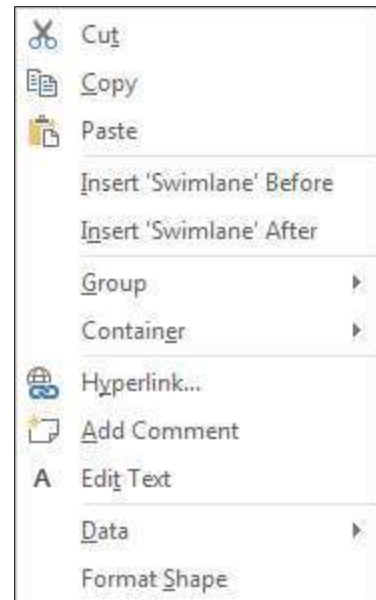 Cut
Copy
Paste
Insert 'Swimlane' Before
Insert 'Swimlane' After
Group
Container
Hyperlink...
Add Comment
A Edit Text
Data
Format Shape